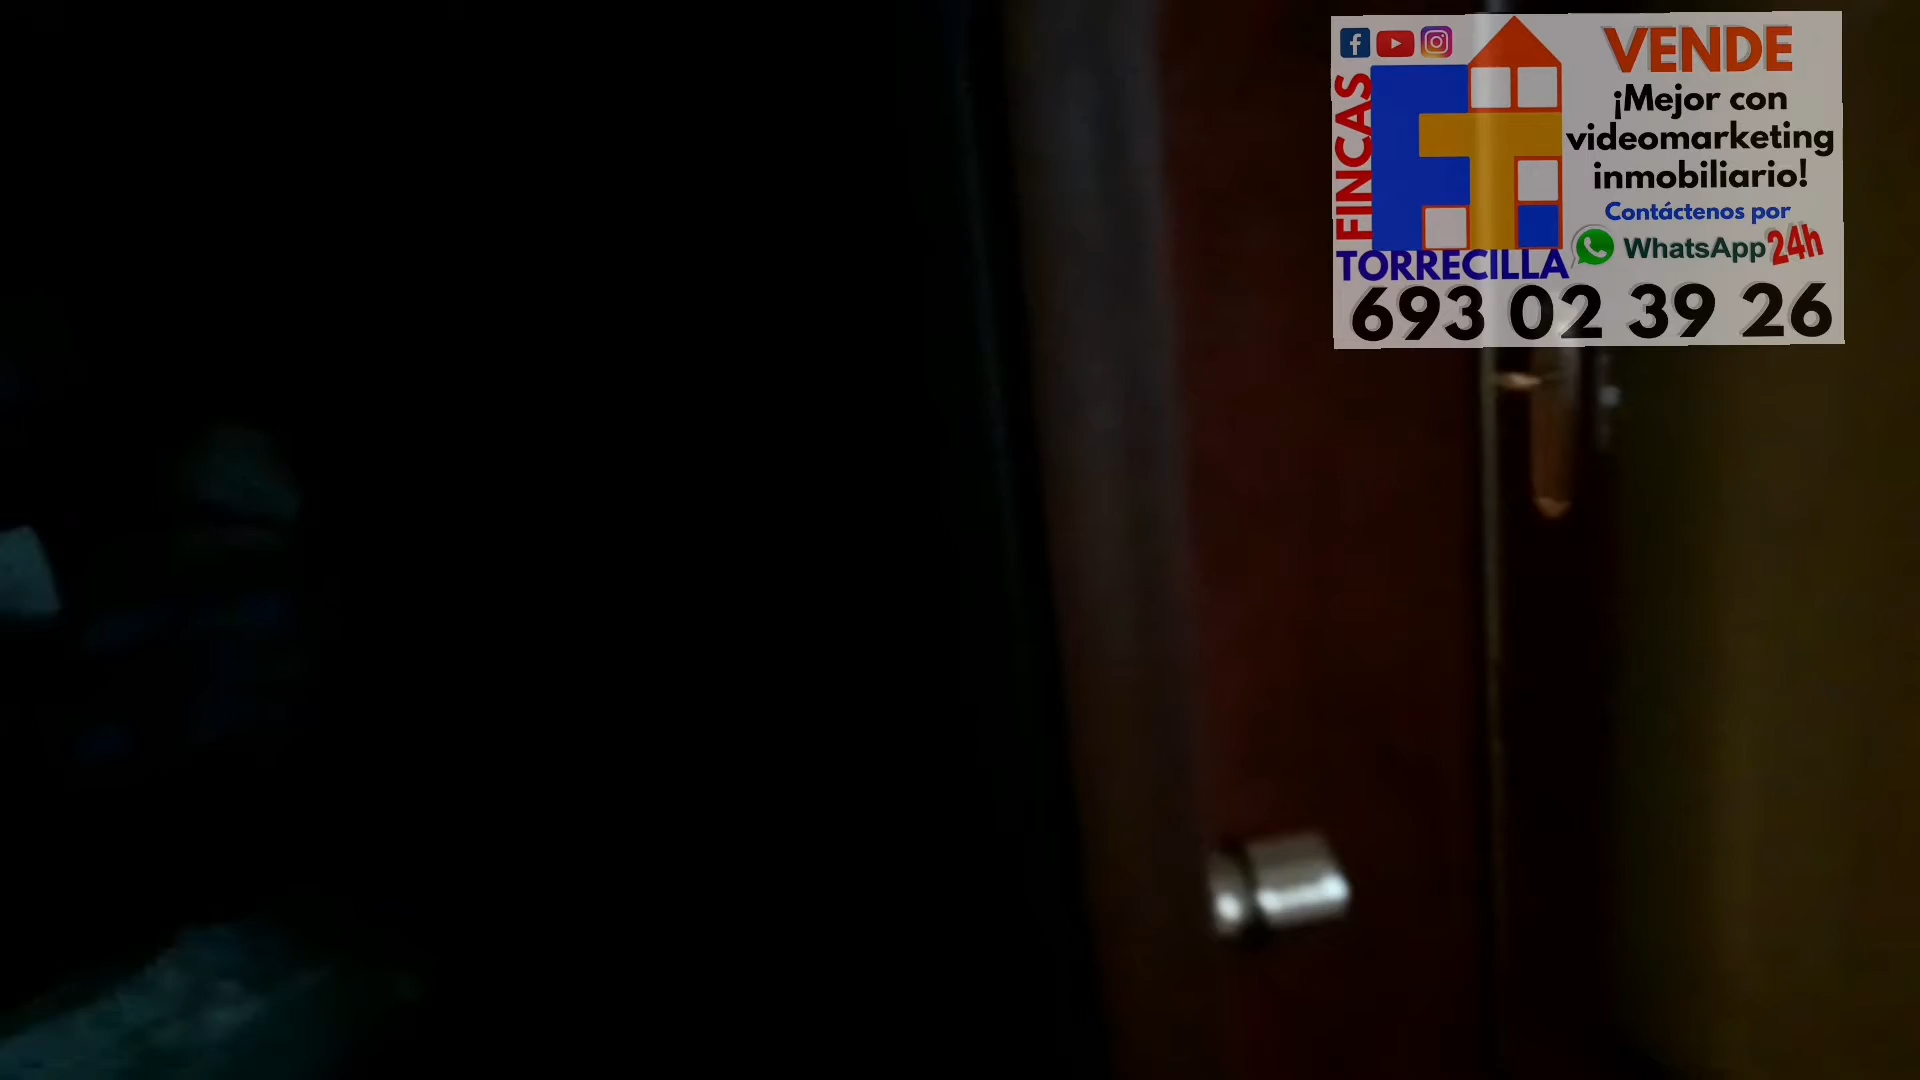 VENDE
¡Mejor con
videomarketing
inmobiliario!
Contáctenos por
WhatsApp 24h
FINCAS
TORRECILLA
693 02 39 26